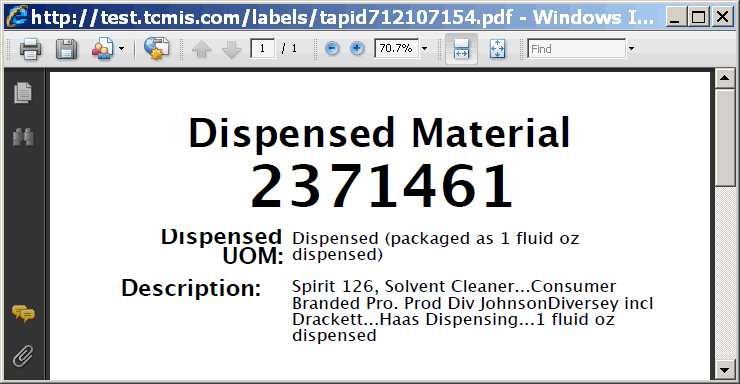 http://test.tcmis.com/labels/tapid712107154.pdf - Windows I...
1 / 1 70.7% Find
Dispensed Material
2371461
Dispensed UOM: Dispensed (packaged as 1 fluid oz
dispensed)
Description: Spirit 126, Solvent Cleaner...Consumer
Branded Pro. Prod Div JohnsonDiversey incl
Drackett...Haas Dispensing...1 fluid oz
dispensed